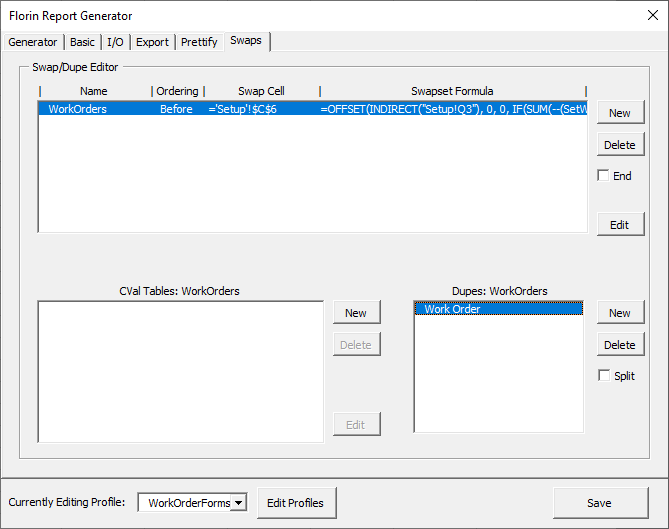 Florin Report Generator
Generator Basic I/O Export Prettify Swaps
Swap/Dupe Editor
Name Ordering Swap Cell Swapset Formula
WorkOrders Before ='Setup'!$C$6 =OFFSET(INDIRECT("Setup!Q3"), 0, 0, IF(SUM(--(SetW
New
Delete
End
Edit
CVal Tables: WorkOrders
New
Delete
Edit
Dupes: WorkOrders
Work Order
New
Delete
Split
Currently Editing Profile: WorkOrderForms Edit Profiles Save